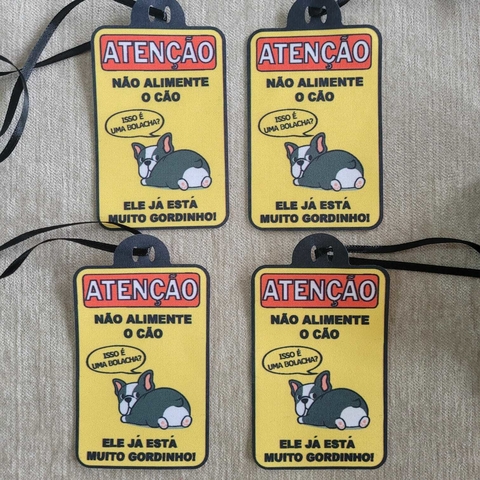 ATENÇÃO
NÃO ALIMENTE
O CÃO
ISSO É
UMA BOLACHA?
ELE JÁ ESTÁ
MUITO GORDINHO!
ATENÇÃO
NÃO ALIMENTE
O CÃO
ISSO É
UMA BOLACHA?
ELE JÁ ESTÁ
MUITO GORDINHO!
ATENÇÃO
NÃO ALIMENTE
O CÃO
ISSO É
UMA BOLACHA?
ELE JÁ ESTÁ
MUITO GORDINHO!
ATENÇÃO
NÃO ALIMENTE
O CÃO
ISSO É
UMA BOLACHA?
ELE JÁ ESTÁ
MUITO GORDINHO!